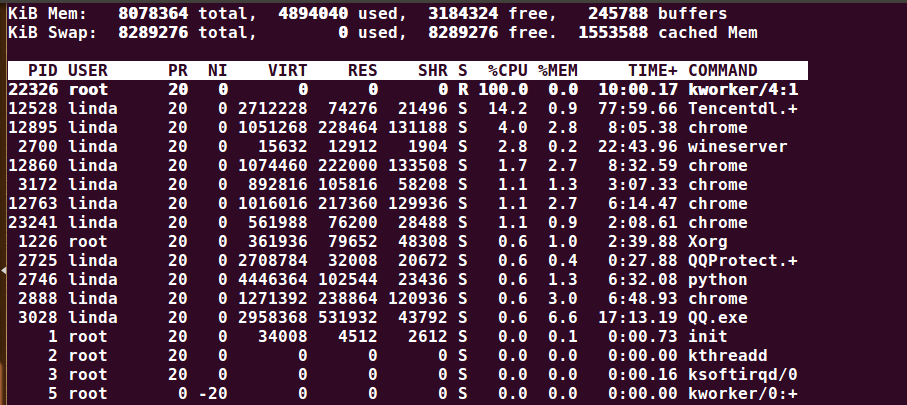 KiB Mem:   8078364 total,  4894040 used,  3184324 free,   245788 buffers
KiB Swap:  8289276 total,        0 used,  8289276 free.  1553588 cached Mem
  PID USER      PR  NI    VIRT    RES    SHR S  %CPU %MEM     TIME+ COMMAND
22326 root      20   0       0      0      0 R 100.0  0.0  10:00.17 kworker/4:1
12528 linda     20   0 2712228  74276  21496 S  14.2  0.9  77:59.66 Tencentdl.+
12895 linda     20   0 1051268 228464 131188 S   4.0  2.8   8:05.38 chrome
 2700 linda     20   0   15632  12912   1904 S   2.8  0.2  22:43.96 wineserver
12860 linda     20   0 1074460 222000 133508 S   1.7  2.7   8:32.59 chrome
 3172 linda     20   0  892816 105816  58208 S   1.1  1.3   3:07.33 chrome
12763 linda     20   0 1016016 217360 129936 S   1.1  2.7   6:14.47 chrome
23241 linda     20   0  561988  76200  28488 S   1.1  0.9   2:08.61 chrome
 1226 root      20   0  361936  79652  48308 S   0.6  1.0   2:39.88 Xorg
 2725 linda     20   0 2708784  32008  20672 S   0.6  0.4   0:27.88 QQProtect.+
 2746 linda     20   0 4446364 102544  23436 S   0.6  1.3   6:32.08 python
 2888 linda     20   0 1271392 238864 120936 S   0.6  3.0   6:48.93 chrome
 3028 linda     20   0 2958368 531932  43792 S   0.6  6.6  17:13.19 QQ.exe
    1 root      20   0   34008   4512   2612 S   0.0  0.1   0:00.73 init
    2 root      20   0       0      0      0 S   0.0  0.0   0:00.00 kthreadd
    3 root      20   0       0      0      0 S   0.0  0.0   0:00.16 ksoftirqd/0
    5 root       0 -20       0      0      0 S   0.0  0.0   0:00.00 kworker/0:+